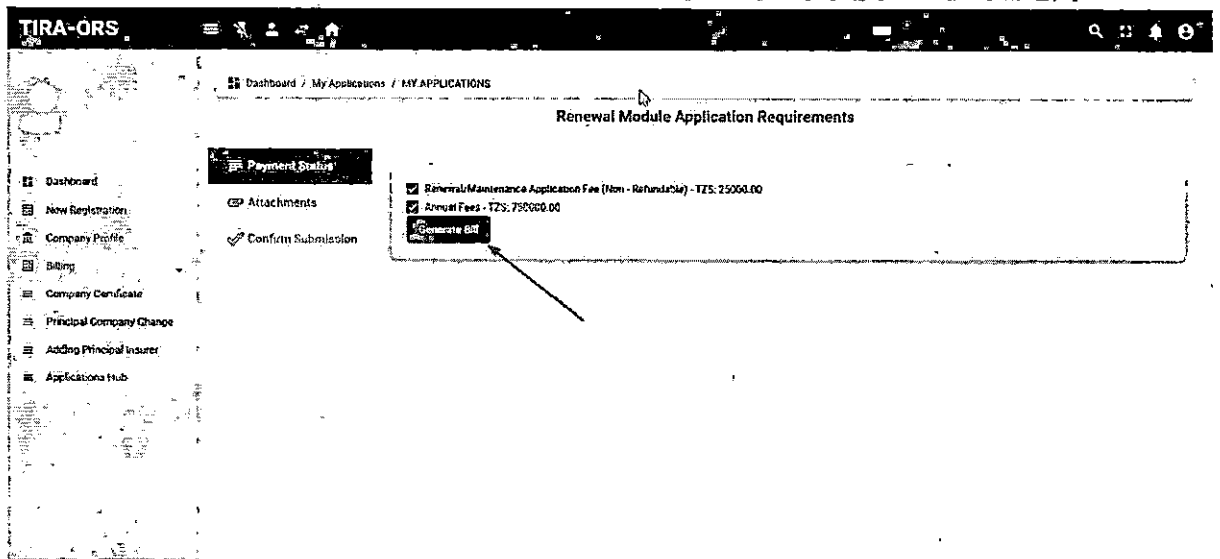 TIRA-ORS
Dashboard / My Applications / MY APPLICATIONS
Renewal Module Application Requirements
Payment Status
Attachments
Confirm Submission
Renewal/Maintenance Application Fee (Non - Refundable) - TZS: 25000.00
Annual Fees - TZS: 750000.00
Generate Bill
Dashboard
New Registration
Company Profile
Billing
Company Certificate
Principal Company Change
Adding Principal Insurer
Applications Hub